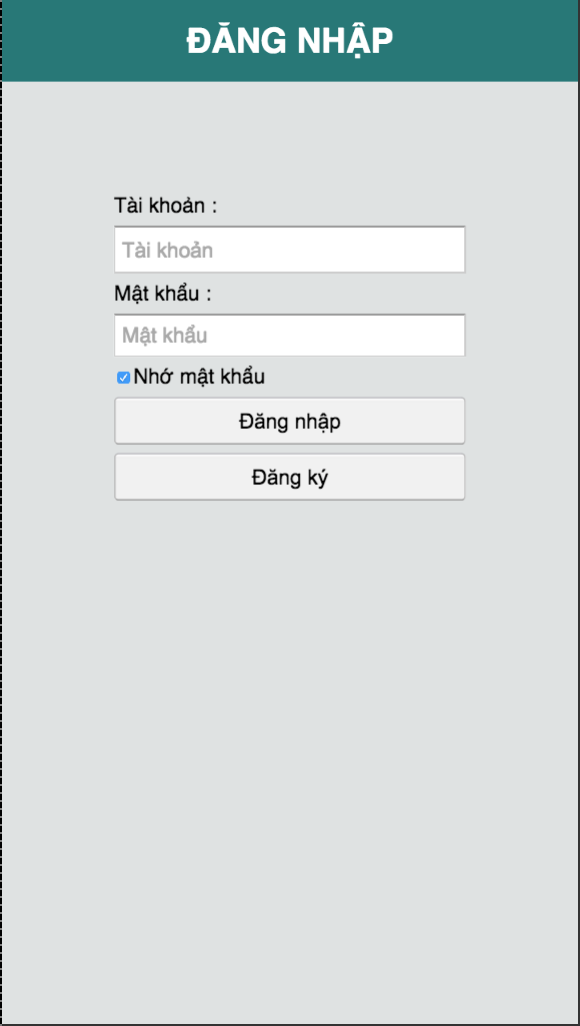 ĐĂNG NHẬP
Tài khoản :
Tài khoản
Mật khẩu :
Mật khẩu
Nhớ mật khẩu
Đăng nhập
Đăng ký